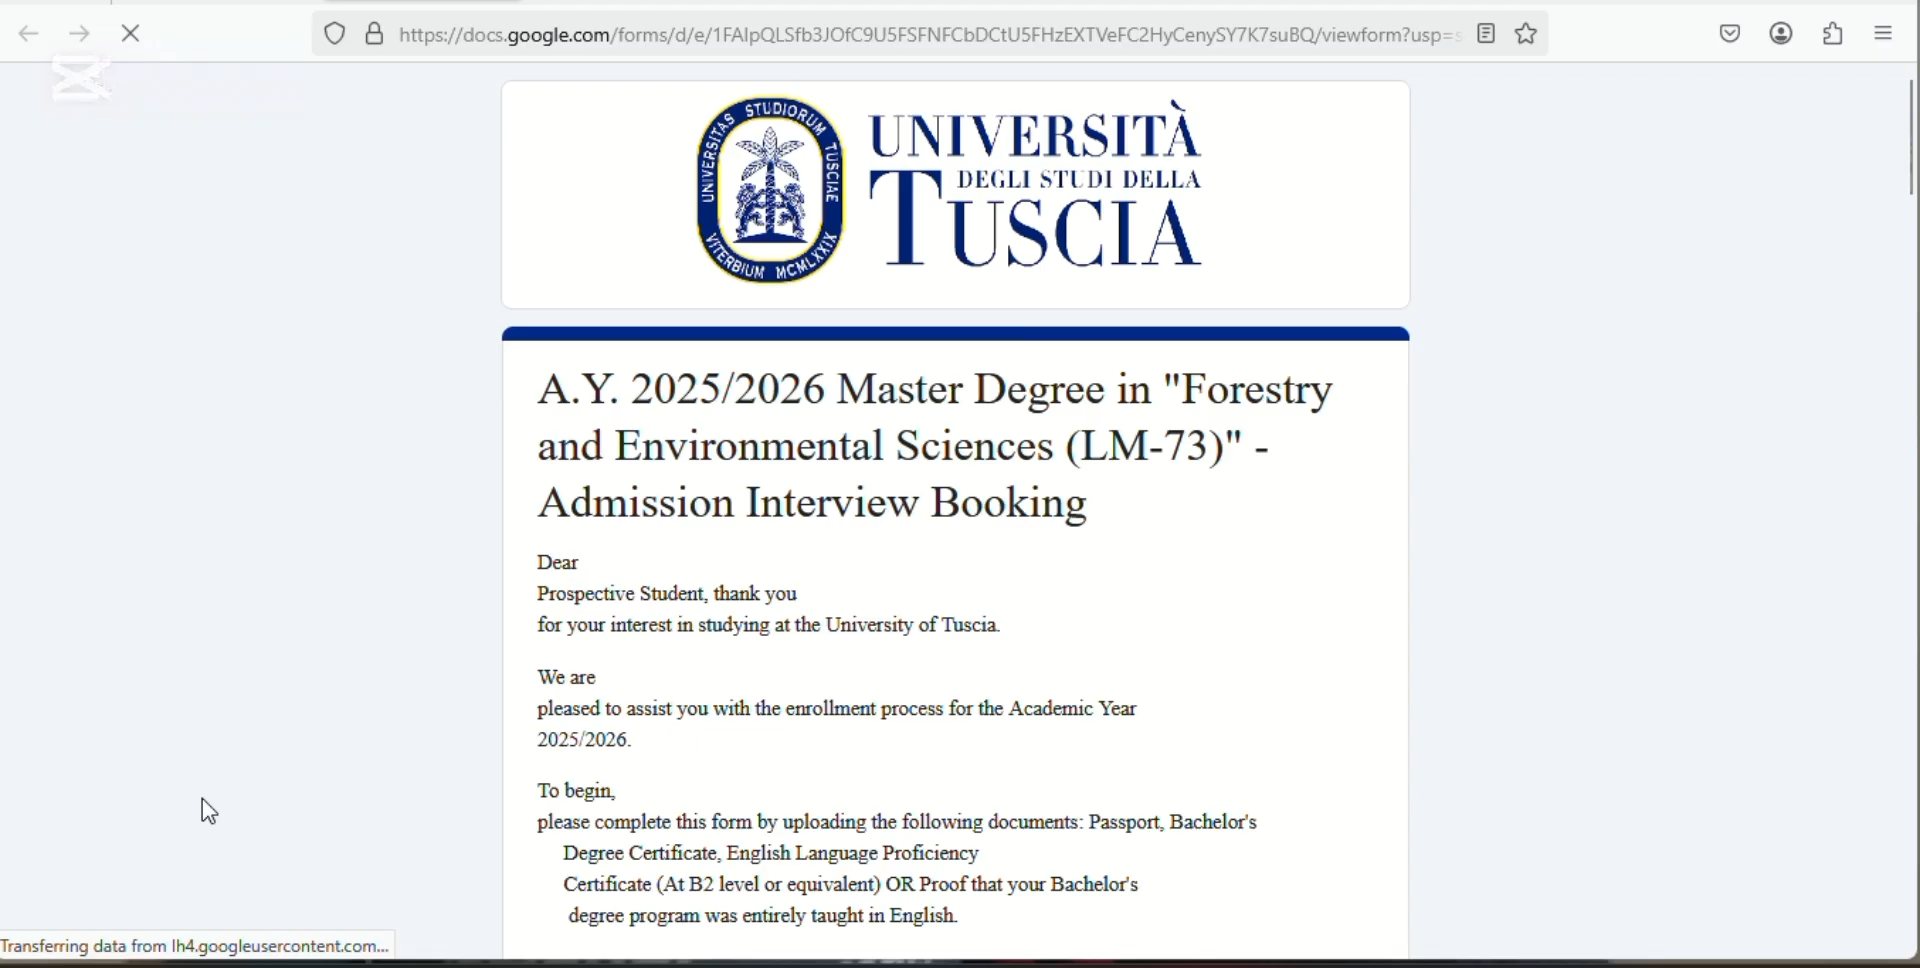 https://docs.google.com/forms/d/e/1FAIpQLSfb3JOfC9U5FSFNFCbDCtU5FHzEXTVeFC2HyCenySY7K7suBQ/viewform?usp=s
UNIVERSITAS STUDIORUM TUSCIAE
VITERBIUM MCMLXXIX
UNIVERSITÀ
DEGLI STUDI DELLA
TUSCIA
A.Y. 2025/2026 Master Degree in "Forestry
and Environmental Sciences (LM-73)" -
Admission Interview Booking
Dear
Prospective Student, thank you
for your interest in studying at the University of Tuscia.
We are
pleased to assist you with the enrollment process for the Academic Year
2025/2026.
To begin,
please complete this form by uploading the following documents: Passport, Bachelor's
Degree Certificate, English Language Proficiency
Certificate (At B2 level or equivalent) OR Proof that your Bachelor's
degree program was entirely taught in English.
Transferring data from lh4.googleusercontent.com...